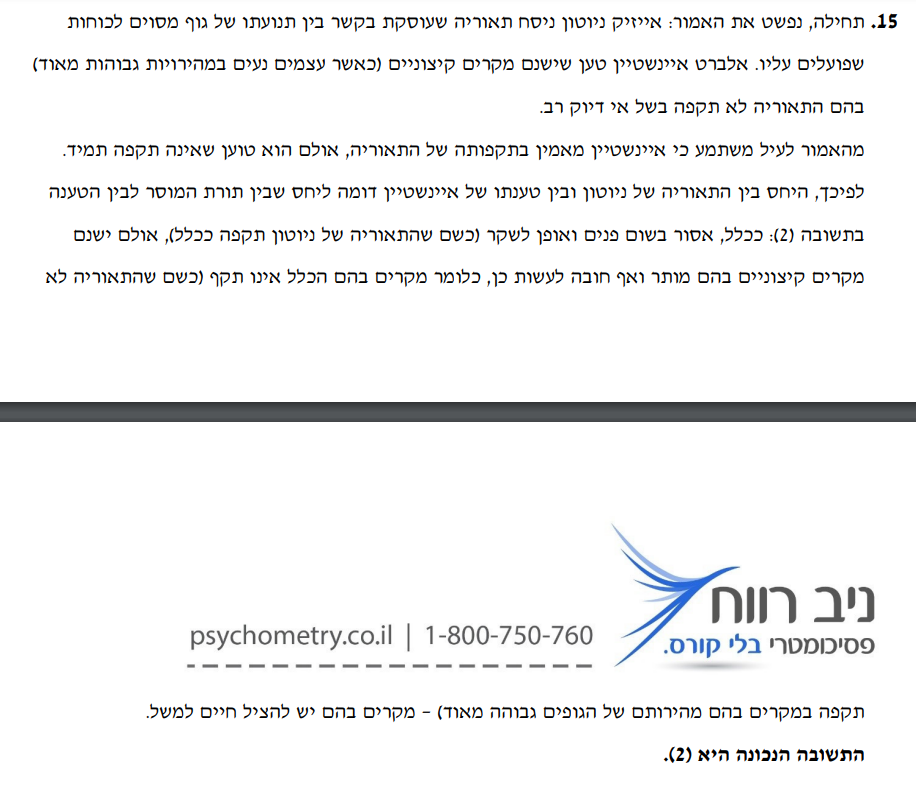 15. תחילה, נפשט את האמור: אייזיק ניוטון ניסח תאוריה שעוסקת בקשר בין תנועתו של גוף מסוים לכוחות
שפועלים עליו. אלברט איינשטיין טען שישנם מקרים קיצוניים (כאשר עצמים נעים במהירויות גבוהות מאוד)
בהם התאוריה לא תקפה בשל אי דיוק רב.
מהאמור לעיל משתמע כי איינשטיין מאמין בתקפותה של התאוריה, אולם הוא טוען שאינה תקפה תמיד.
לפיכך, היחס בין התאוריה של ניוטון ובין טענתו של איינשטיין דומה ליחס שבין תורת המוסר לבין הטענה
בתשובה (2): ככלל, אסור בשום פנים ואופן לשקר (כשם שהתאוריה של ניוטון תקפה ככלל), אולם ישנם
מקרים קיצוניים בהם מותר ואף חובה לעשות כן, כלומר מקרים בהם הכלל אינו תקף (כשם שהתאוריה לא
ניב רווח
פסיכומטרי בלי קורס.
psychometry.co.il | 1-800-750-760
תקפה במקרים בהם מהירותם של הגופים גבוהה מאוד) – מקרים בהם יש להציל חיים למשל.
התשובה הנכונה היא (2).